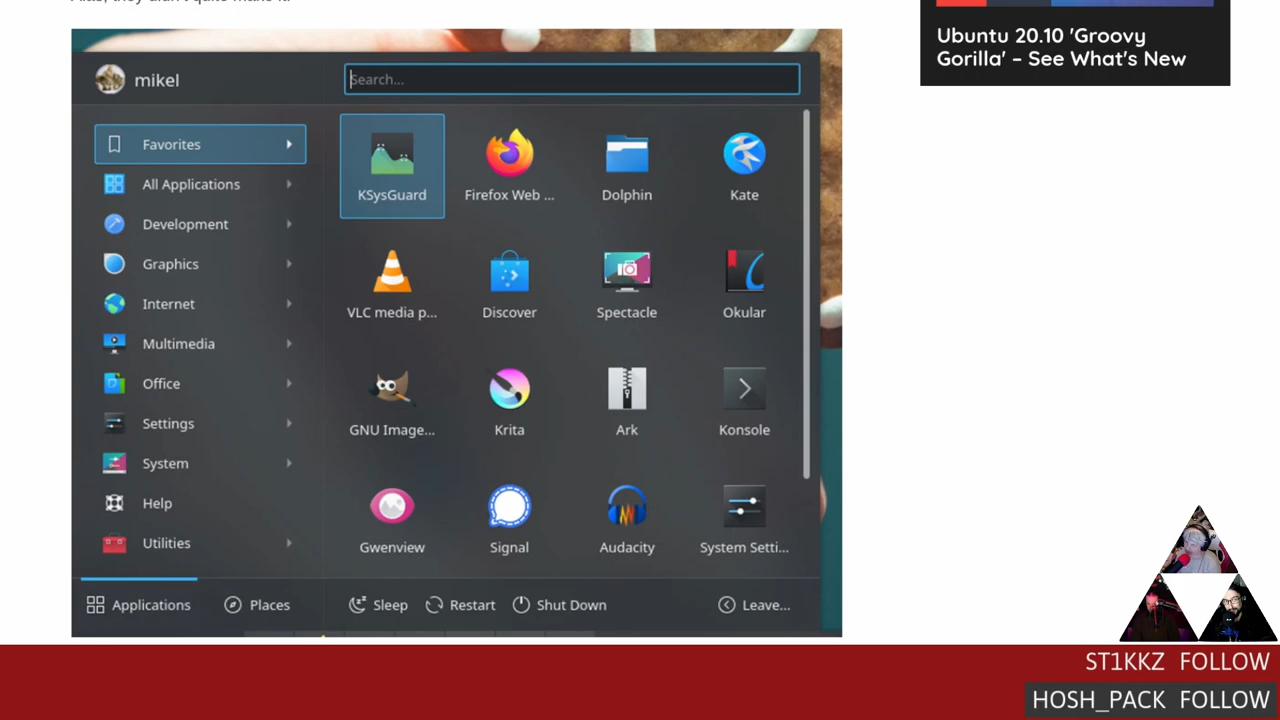 Ubuntu 20.10 'Groovy
Gorilla' – See What's New
mikel
Search...
Favorites
All Applications
Development
Graphics
Internet
Multimedia
Office
Settings
System
Help
Utilities
KSysGuard
Firefox Web ...
Dolphin
Kate
VLC media p...
Discover
Spectacle
Okular
GNU Image...
Krita
Ark
Konsole
Gwenview
Signal
Audacity
System Setti...
Applications
Places
Sleep
Restart
Shut Down
Leave...
ST1KKZ FOLLOW
HOSH_PACK FOLLOW